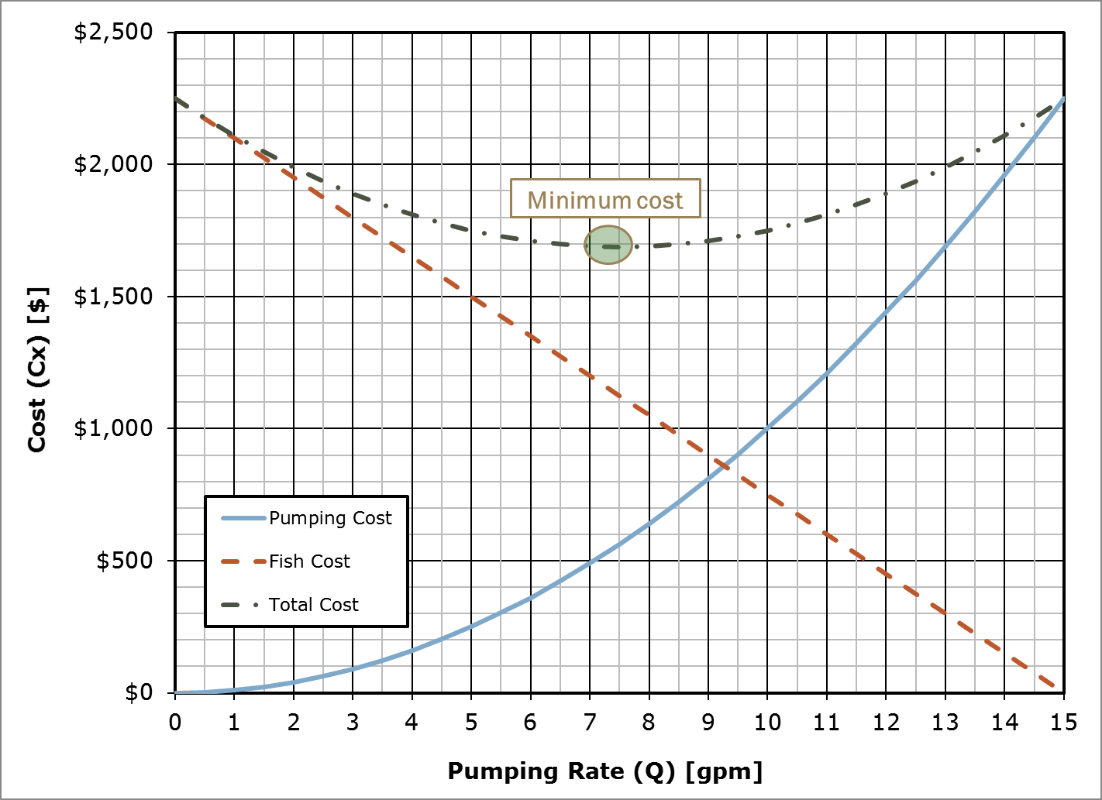 $2,500
$2,000
$1,500
$1,000
$500
$0
Cost (Cx) [$]
Minimum cost
Pumping Cost
Fish Cost
Total Cost
0 1 2 3 4 5 6 7 8 9 10 11 12 13 14 15
Pumping Rate (Q) [gpm]